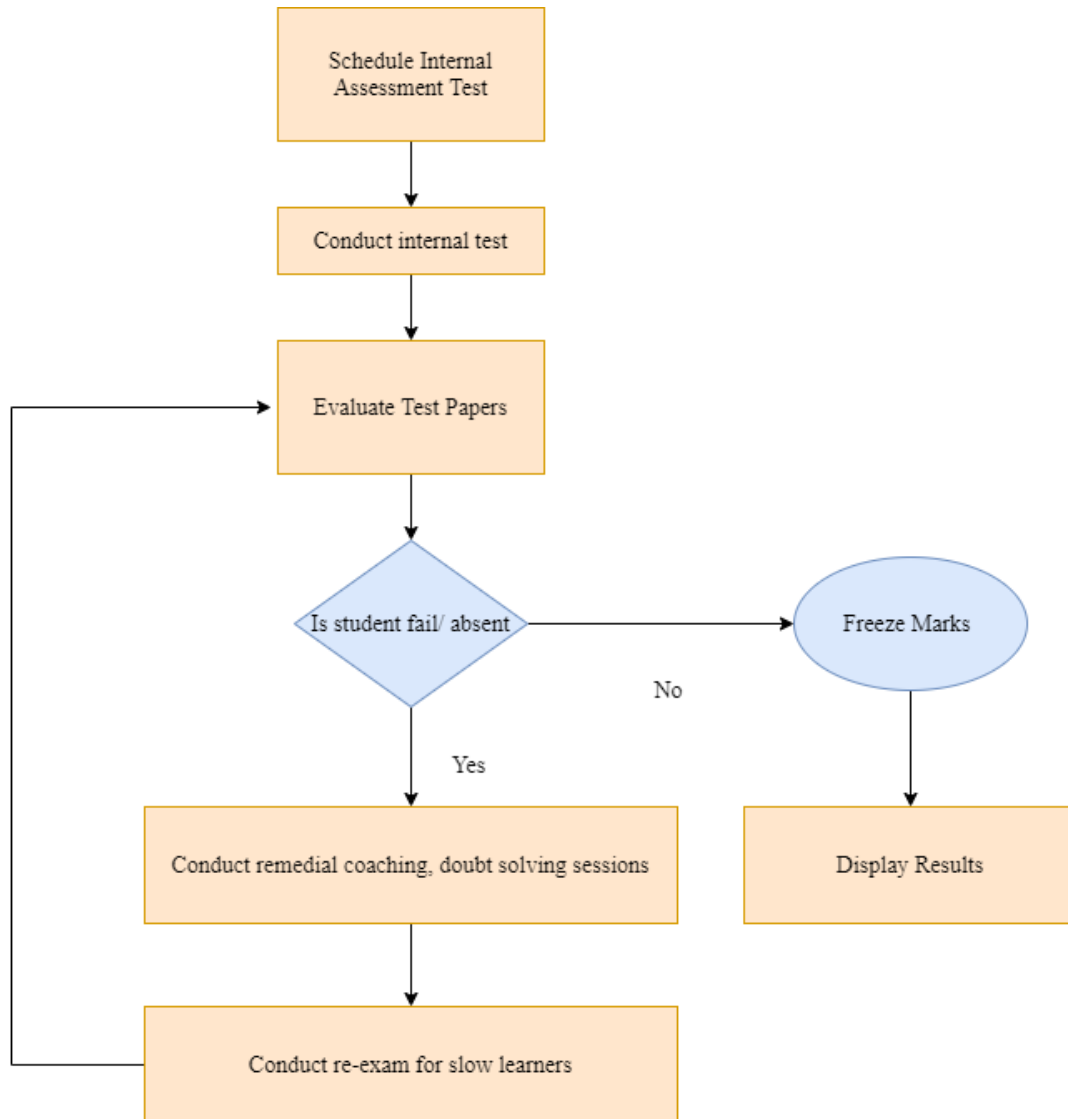 Schedule Internal
Assessment Test
Conduct internal test
Evaluate Test Papers
Is student fail/ absent
Freeze Marks
No
Yes
Conduct remedial coaching, doubt solving sessions
Display Results
Conduct re-exam for slow learners